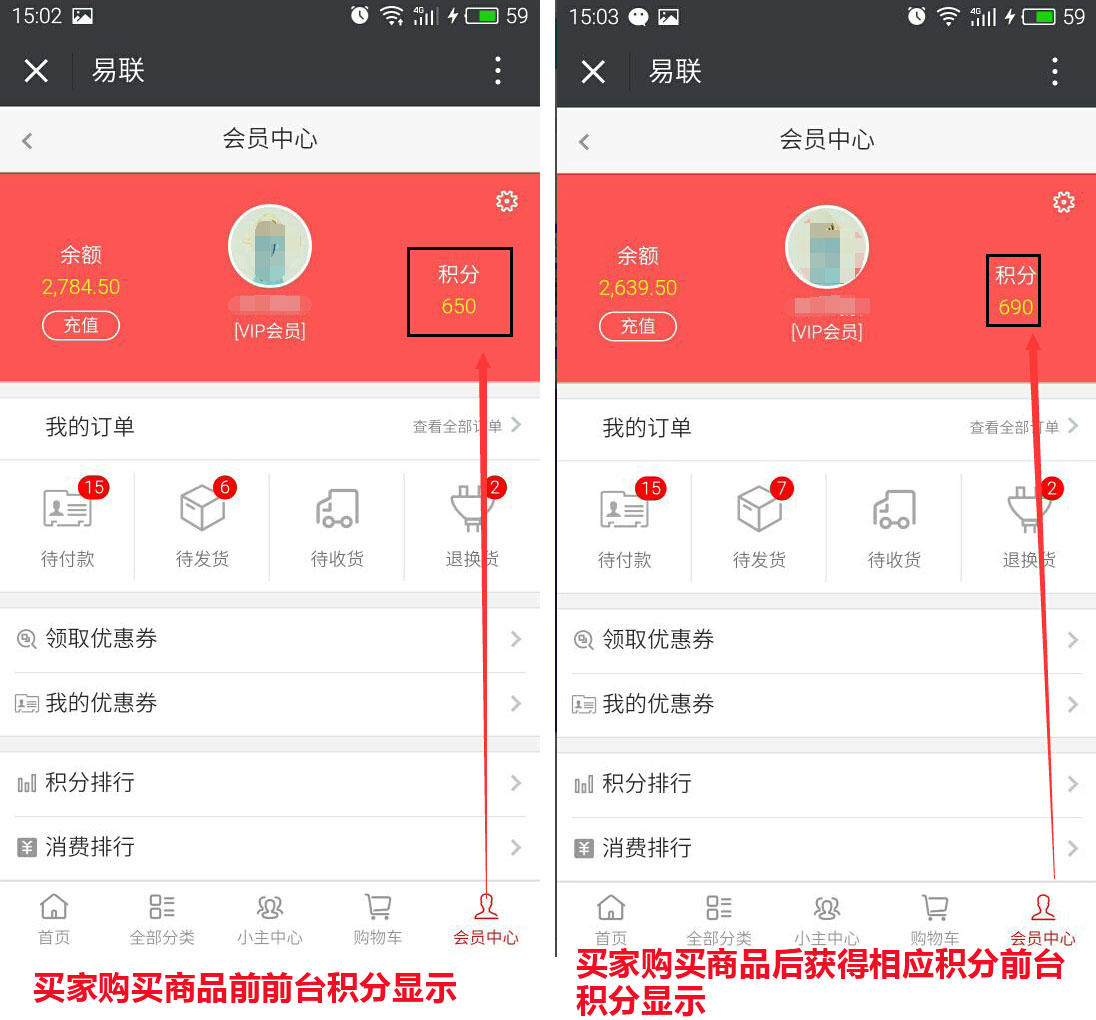 15:02
4G
59
易联
会员中心
余额
2,784.50
充值
[VIP会员]
积分
650
我的订单
查看全部订单
15
6
2
待付款
待发货
待收货
退换货
领取优惠券
我的优惠券
积分排行
消费排行
首页
全部分类
小主中心
购物车
会员中心
买家购买商品前前台积分显示
15:03
4G
59
易联
会员中心
余额
2,639.50
充值
[VIP会员]
积分
690
我的订单
查看全部订单
15
7
2
待付款
待发货
待收货
退换货
领取优惠券
我的优惠券
积分排行
消费排行
首页
全部分类
小主中心
购物车
会员中心
买家购买商品后获得相应积分前台
积分显示